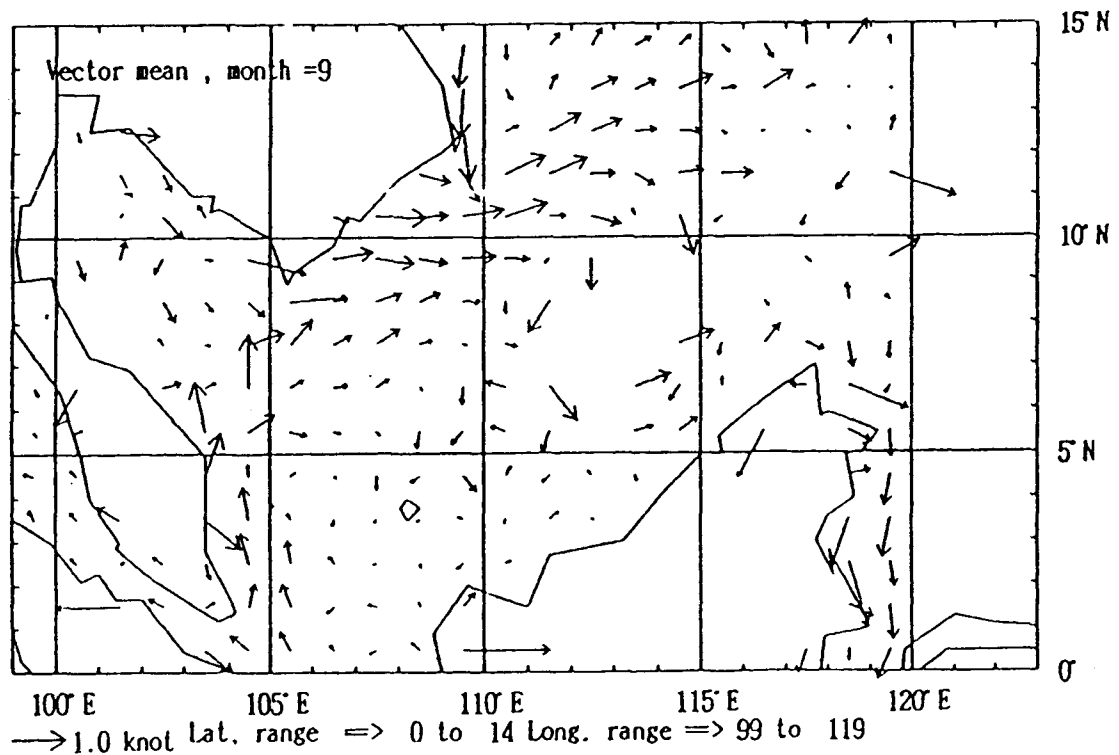 15° N
Vector mean , month =9
10° N
5° N
0°
100° E 105° E 110° E 115° E 120° E
1.0 knot Lat. range => 0 to 14 Long. range => 99 to 119